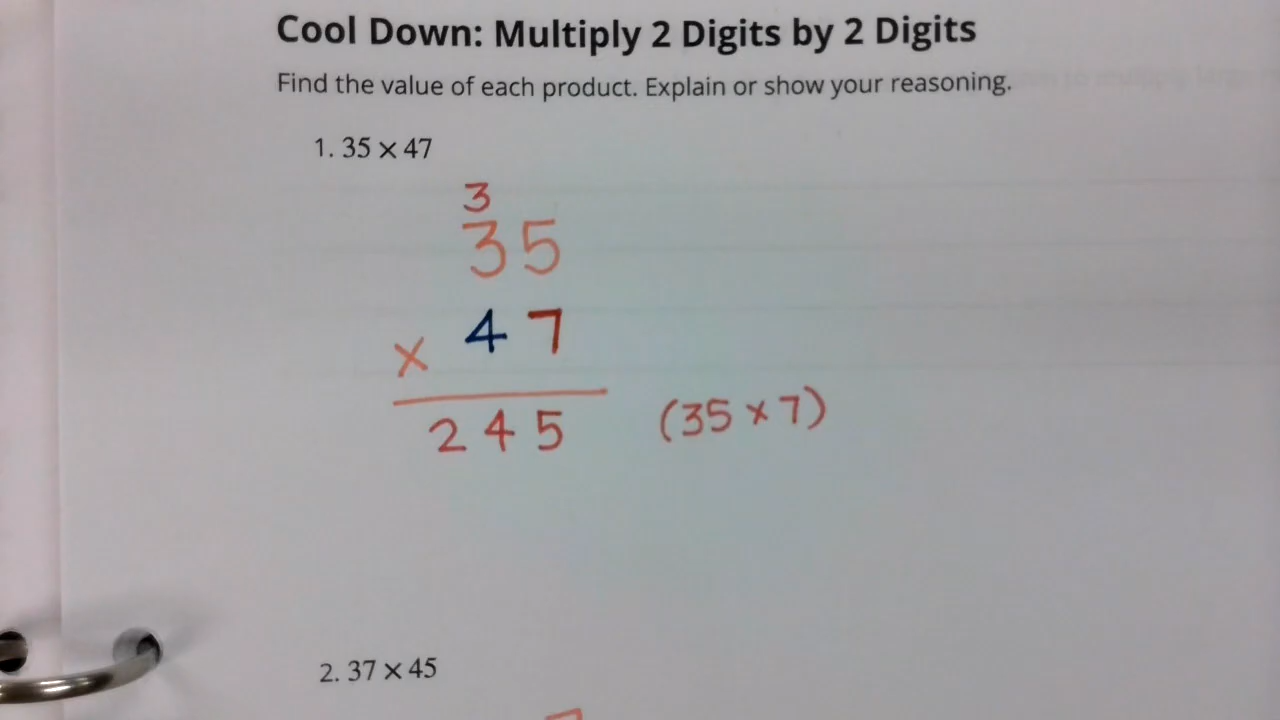 Cool Down: Multiply 2 Digits by 2 Digits
Find the value of each product. Explain or show your reasoning.
1. 35 × 47
3
35
× 47
245 (35 × 7)
2. 37 × 45